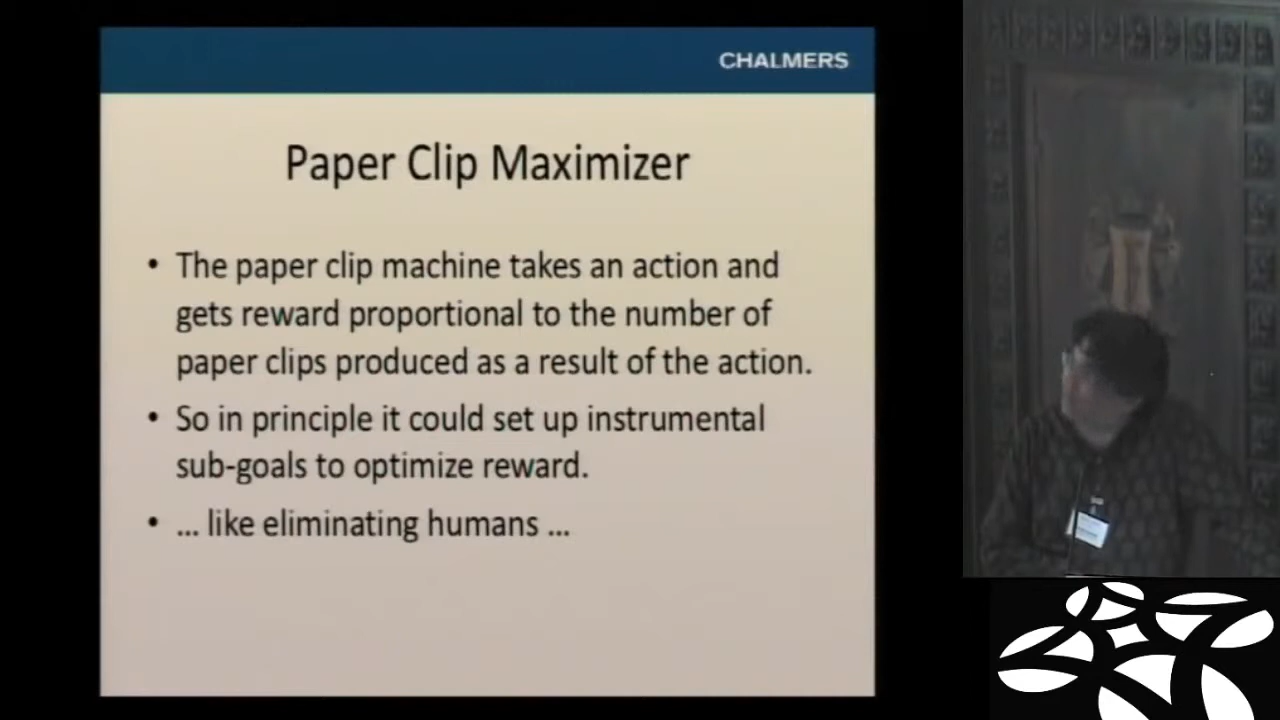 CHALMERS
Paper Clip Maximizer
• The paper clip machine takes an action and
gets reward proportional to the number of
paper clips produced as a result of the action.
• So in principle it could set up instrumental
sub-goals to optimize reward.
• ... like eliminating humans ...